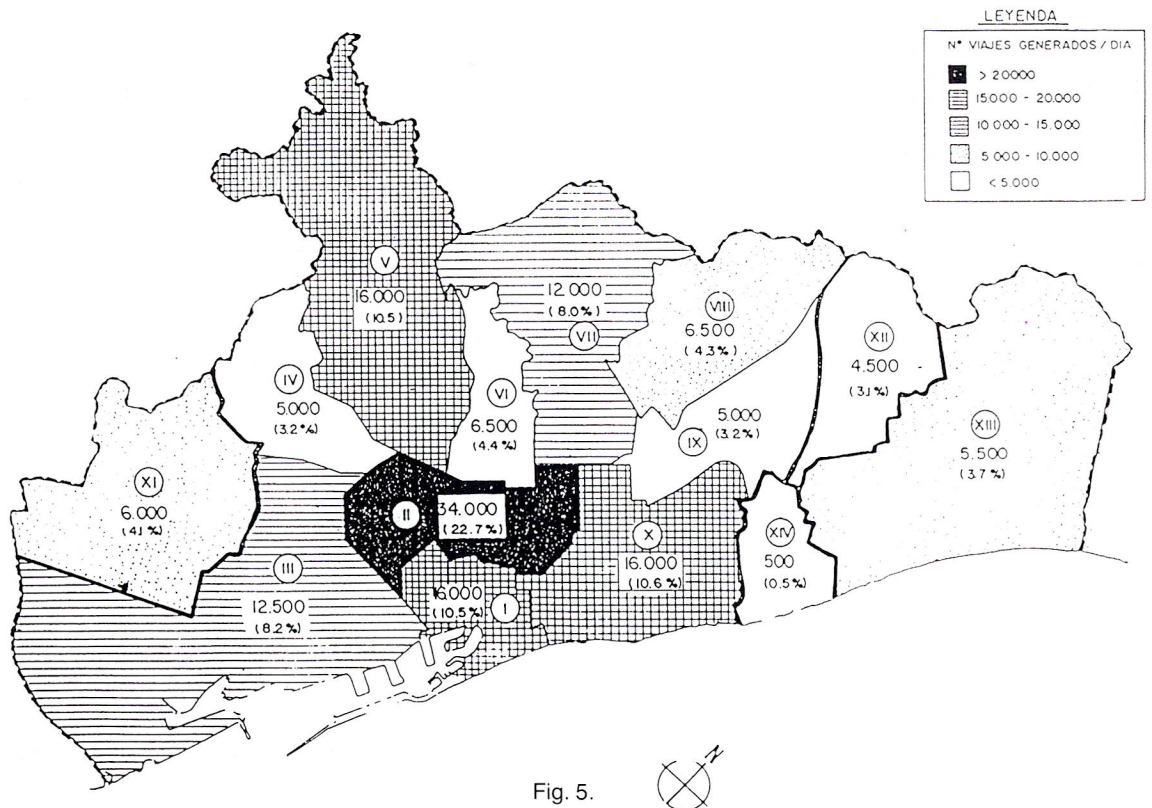 LEYENDA
Nº VIAJES GENERADOS / DIA
> 20000
15.000 - 20.000
10 000 - 15.000
5 000 - 10.000
< 5.000
V
16.000
(10.5)
12.000
(8.0%)
VII
VIII
6.500
(4.3%)
XII
4.500
(3.1%)
IV
5.000
(3.2%)
VI
6.500
(4.4%)
5.000
(3.2%)
IX
XIII
5.500
(3.7%)
XI
6.000
(4.1%)
II
34.000
(22.7%)
X
16.000
(10.6%)
XIV
500
(0.5%)
III
12.500
(8.2%)
16.000
(10.5%)
I
N
Fig. 5.